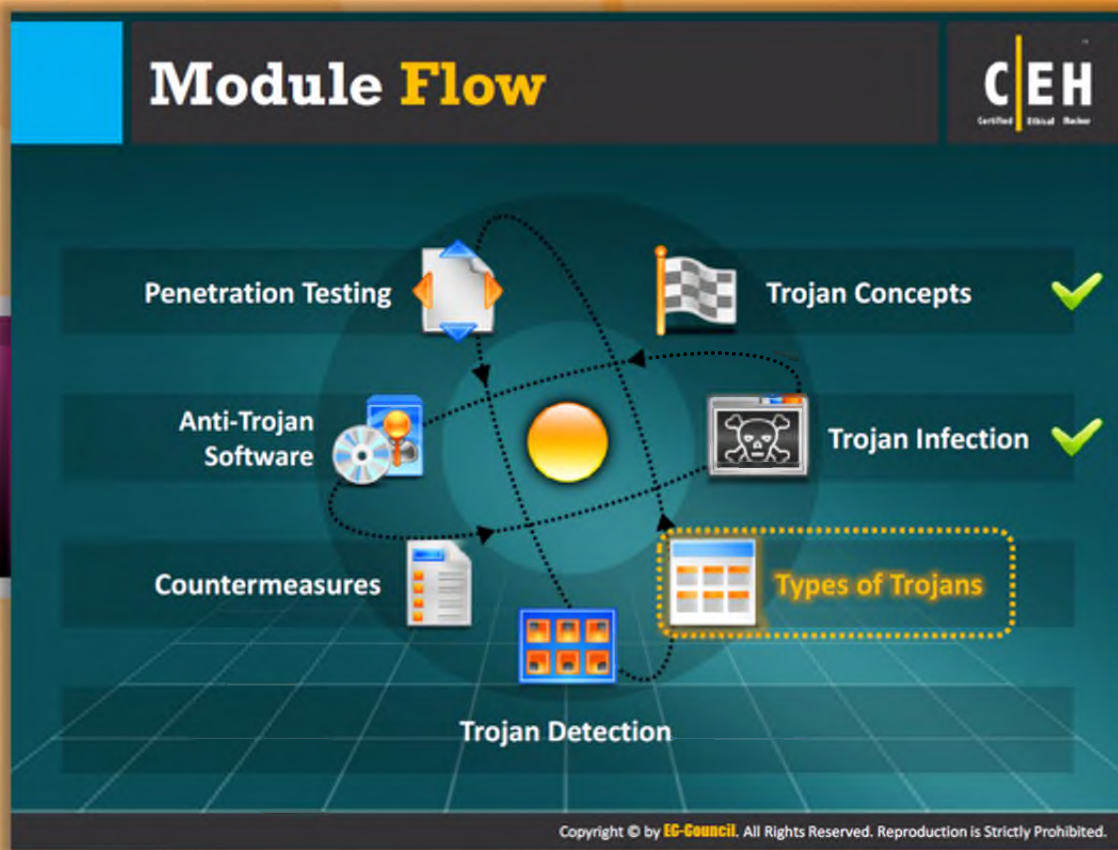 Module Flow
CEH
Certified Ethical Hacker
Penetration Testing
Trojan Concepts
Anti-Trojan
Software
Trojan Infection
Countermeasures
Types of Trojans
Trojan Detection
Copyright © by EC-Council. All Rights Reserved. Reproduction is Strictly Prohibited.